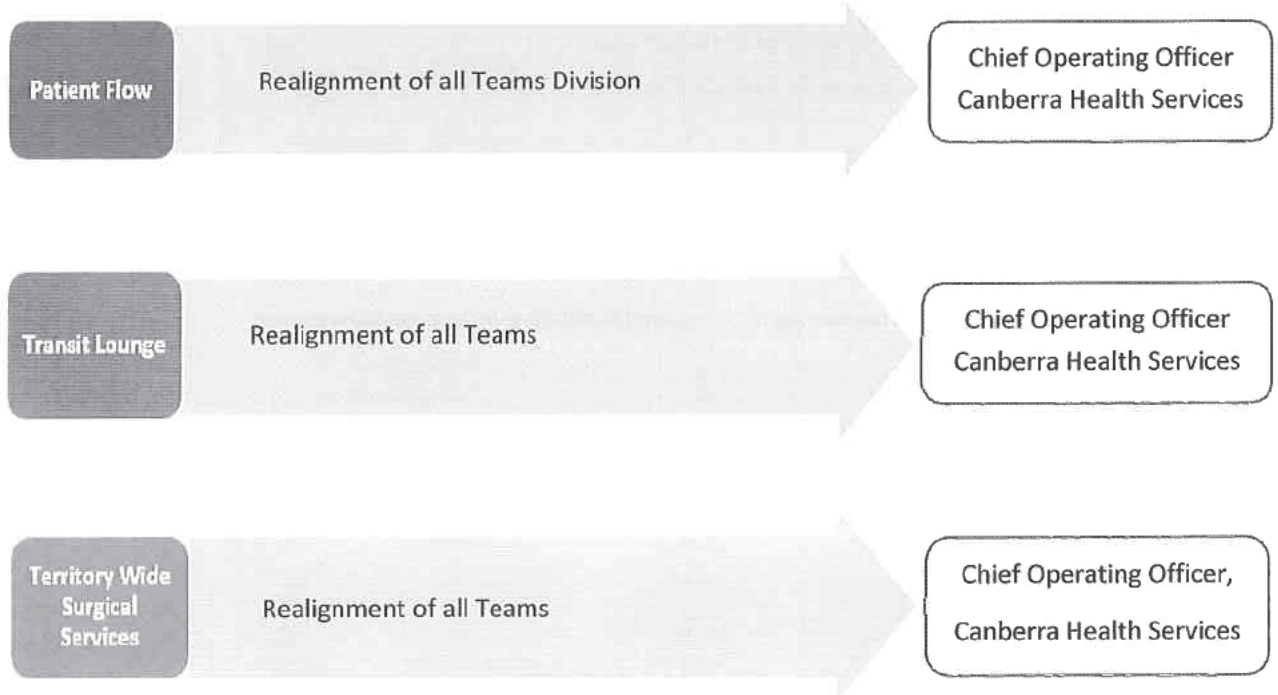 Patient Flow
Realignment of all Teams Division
Chief Operating Officer
Canberra Health Services
Transit Lounge
Realignment of all Teams
Chief Operating Officer
Canberra Health Services
Territory Wide
Surgical
Services
Realignment of all Teams
Chief Operating Officer,
Canberra Health Services